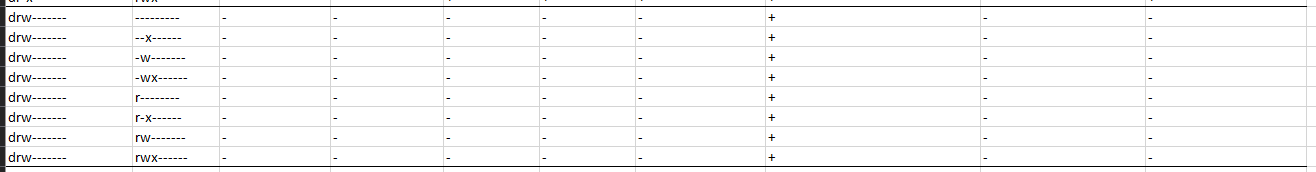 drw------- --------- - - - - - + - -
drw------- --x------ - - - - - + - -
drw------- -w------- - - - - - + - -
drw------- -wx------ - - - - - + - -
drw------- r-------- - - - - - + - -
drw------- r-x------ - - - - - + - -
drw------- rw------- - - - - - + - -
drw------- rwx------ - - - - - + - -